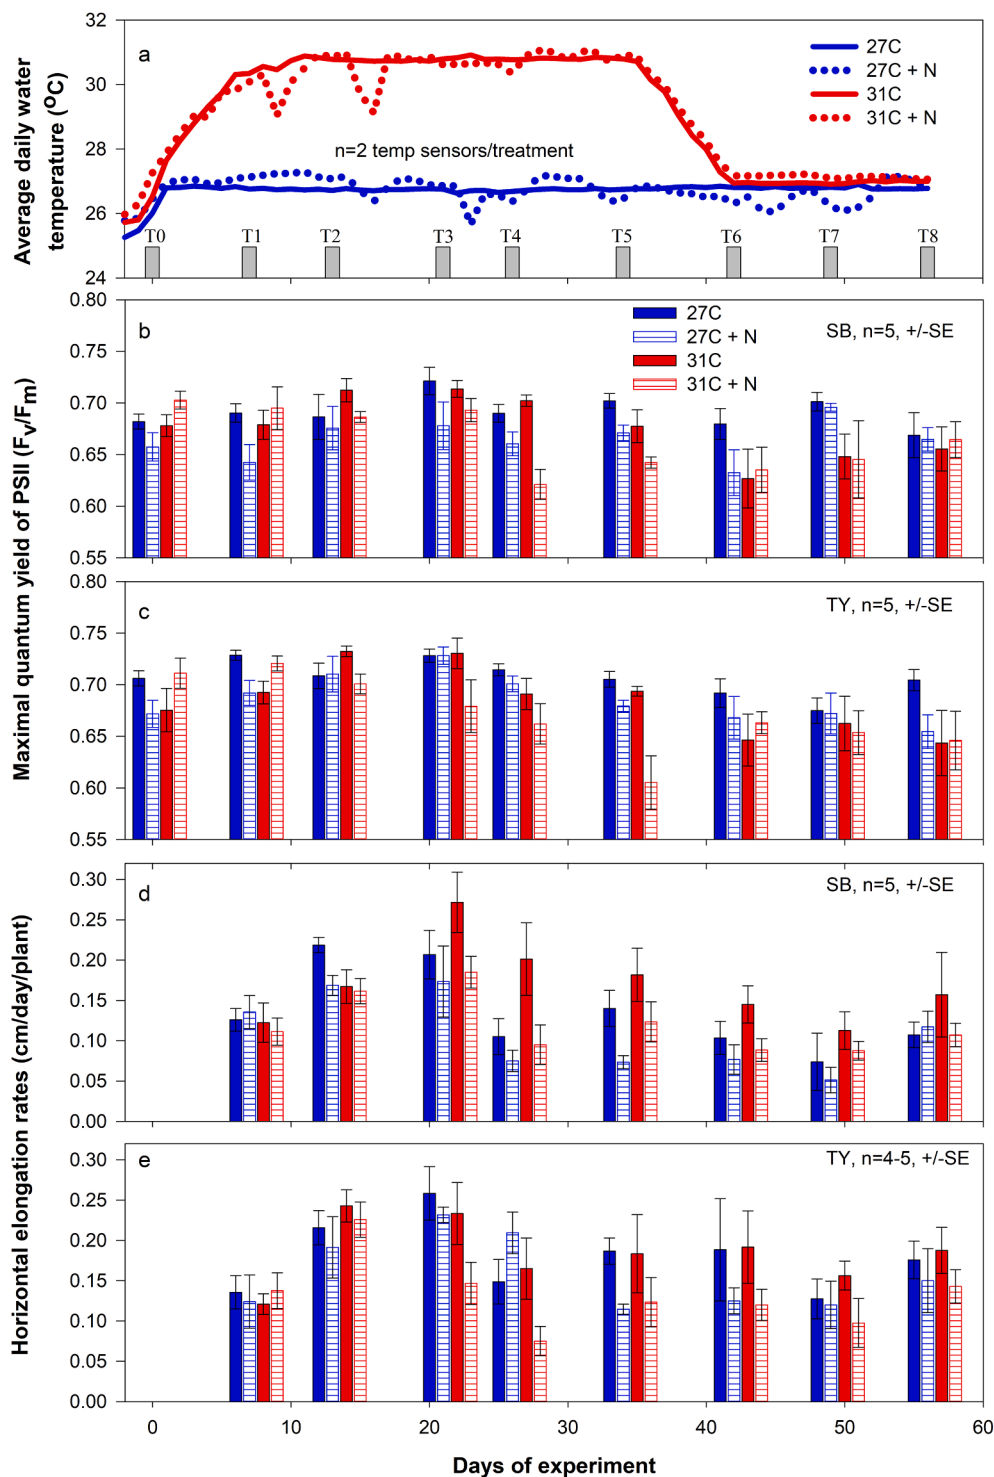 Average daily water
temperature (°C)
32
30
28
26
24
a
27C
27C + N
31C
31C + N
n=2 temp sensors/treatment
T0 T1 T2 T3 T4 T5 T6 T7 T8
Maximal quantum yield of PSII (Fv/Fm)
0.80
0.75
0.70
0.65
0.60
0.55
b
27C
27C + N
31C
31C + N
SB, n=5, +/-SE
0.80
0.75
0.70
0.65
0.60
0.55
c
TY, n=5, +/-SE
Horizontal elongation rates (cm/day/plant)
0.30
0.25
0.20
0.15
0.10
0.05
0.00
d
SB, n=5, +/-SE
0.30
0.25
0.20
0.15
0.10
0.05
0.00
e
TY, n=4-5, +/-SE
0 10 20 30 40 50 60
Days of experiment